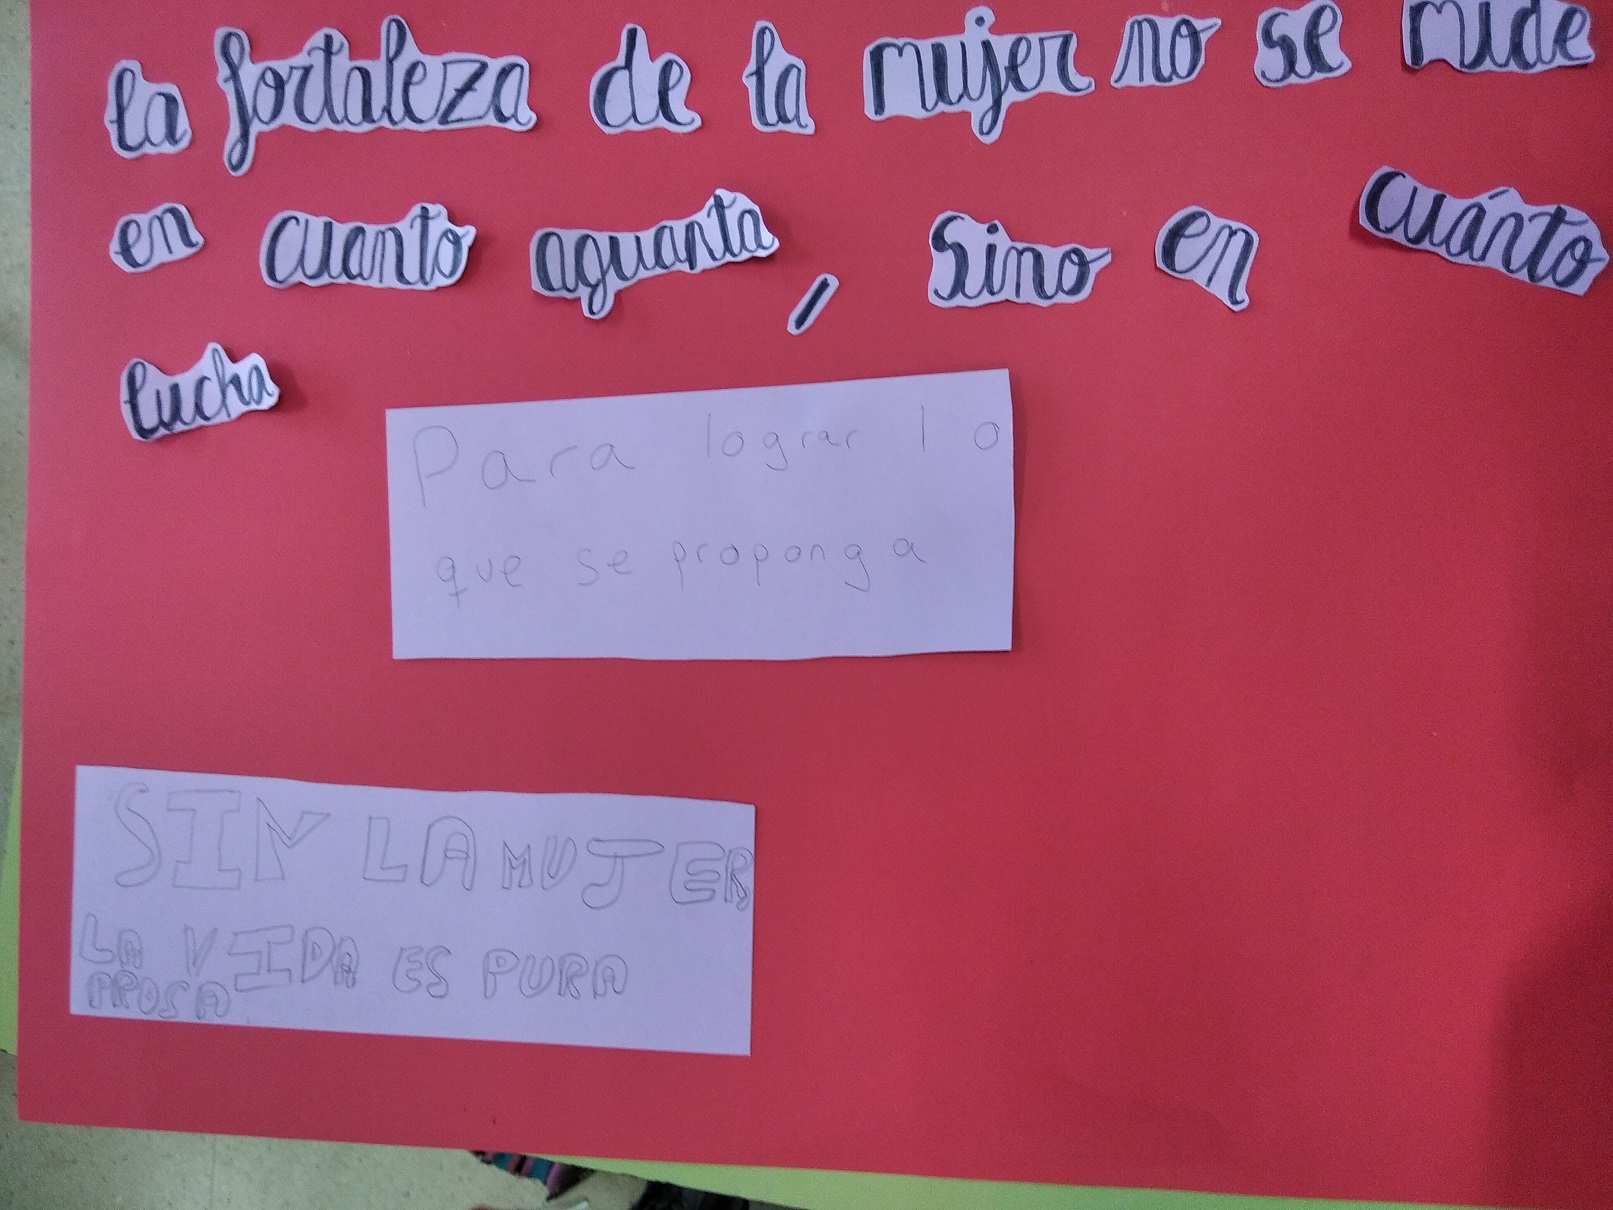 la fortaleza de la mujer no se mide
en cuanto aguanta, sino en cuánto
lucha
Para lograr lo
que se proponga
SIN LA MUJER
LA VIDA ES PURA
PROSA